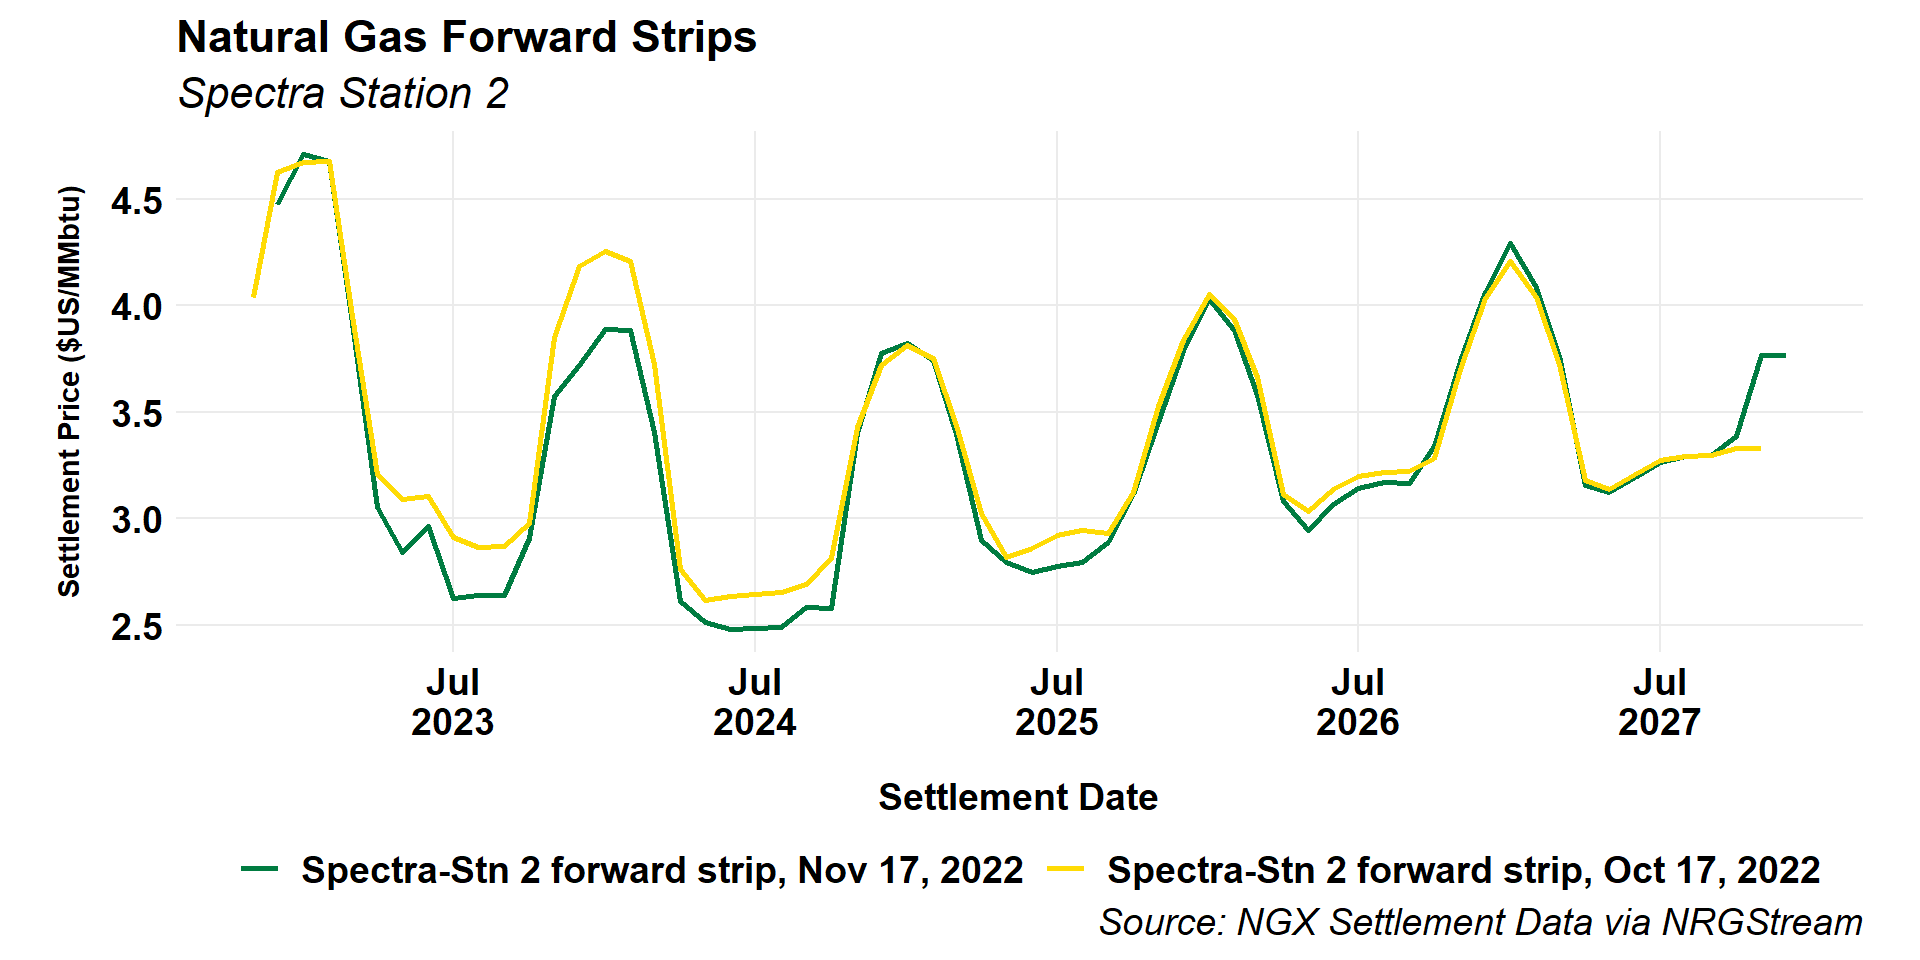 Natural Gas Forward Strips
Spectra Station 2
Settlement Price ($US/MMbtu)
4.5
4.0
3.5
3.0
2.5
Jul
2023
Jul
2024
Jul
2025
Jul
2026
Jul
2027
Settlement Date
Spectra-Stn 2 forward strip, Nov 17, 2022
Spectra-Stn 2 forward strip, Oct 17, 2022
Source: NGX Settlement Data via NRGStream